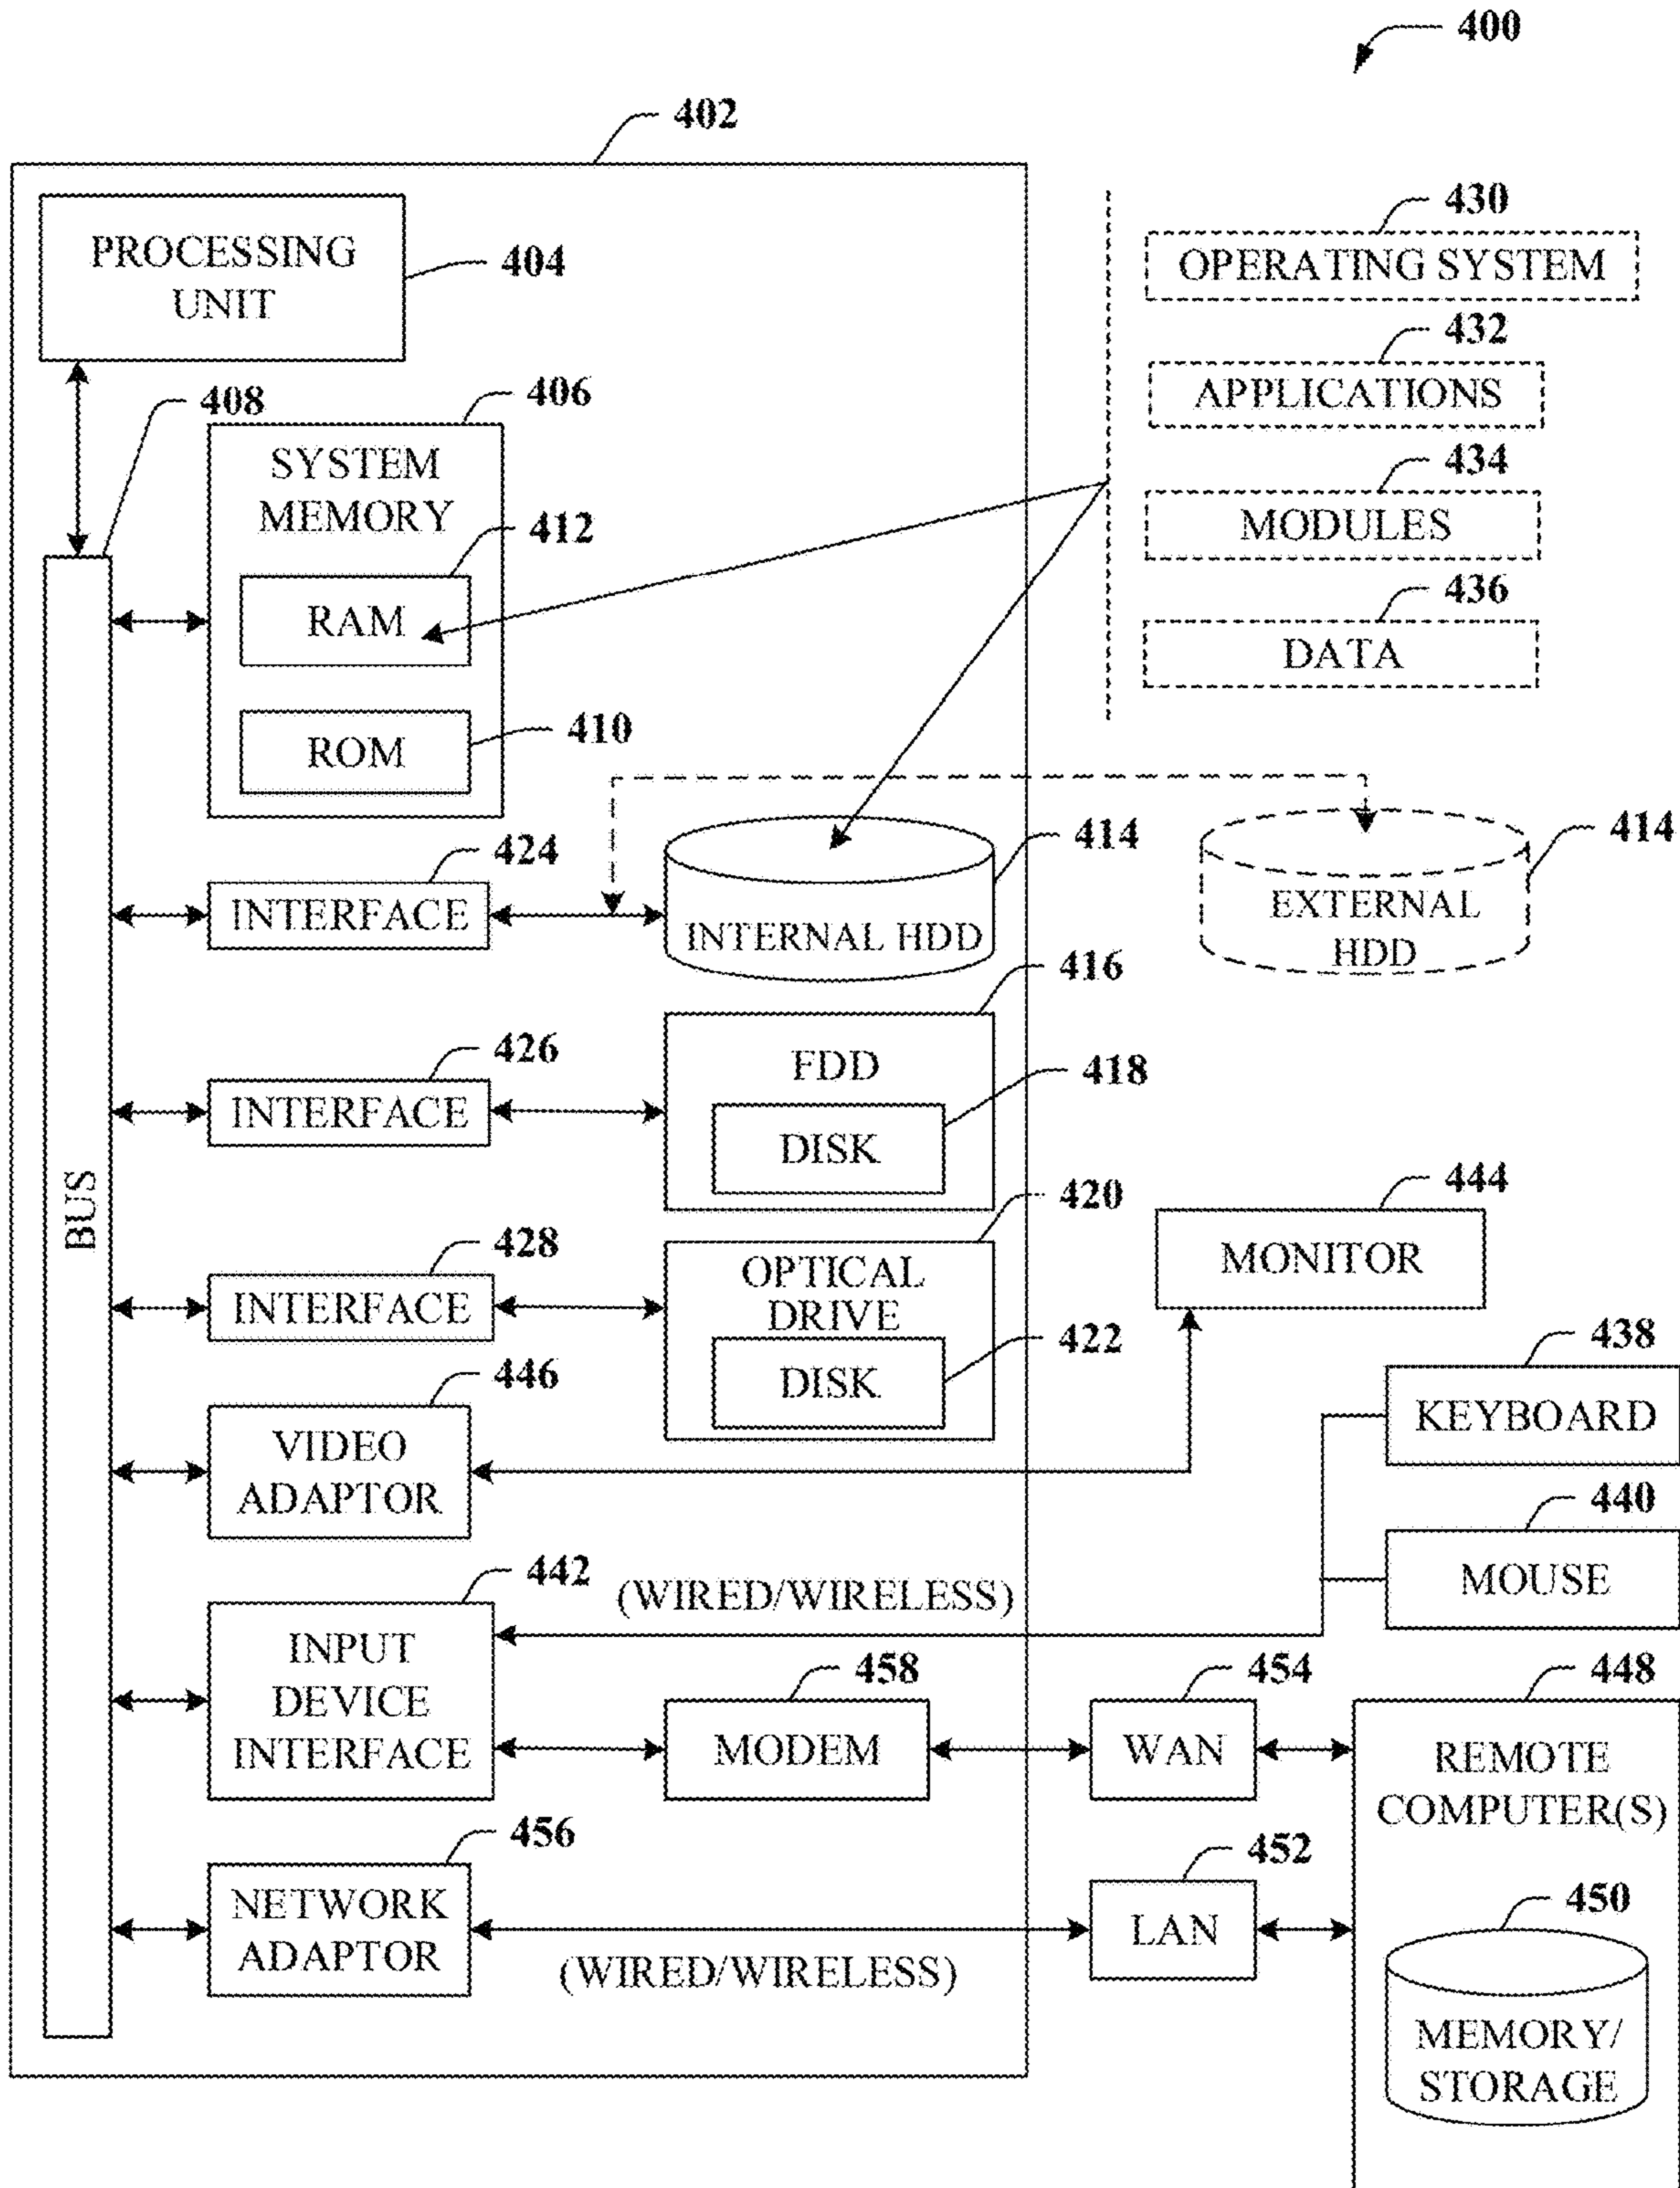 400
402
PROCESSING
UNIT
404
430
OPERATING SYSTEM
432
APPLICATIONS
434
MODULES
436
DATA
408
406
SYSTEM
MEMORY
412
RAM
410
ROM
BUS
424
INTERFACE
414
INTERNAL HDD
414
EXTERNAL
HDD
416
426
INTERFACE
FDD
418
DISK
420
428
INTERFACE
OPTICAL
DRIVE
422
DISK
444
MONITOR
438
KEYBOARD
446
VIDEO
ADAPTOR
440
MOUSE
442
(WIRED/WIRELESS)
INPUT
DEVICE
INTERFACE
458
MODEM
454
WAN
448
REMOTE
COMPUTER(S)
456
NETWORK
ADAPTOR
(WIRED/WIRELESS)
452
LAN
450
MEMORY/
STORAGE